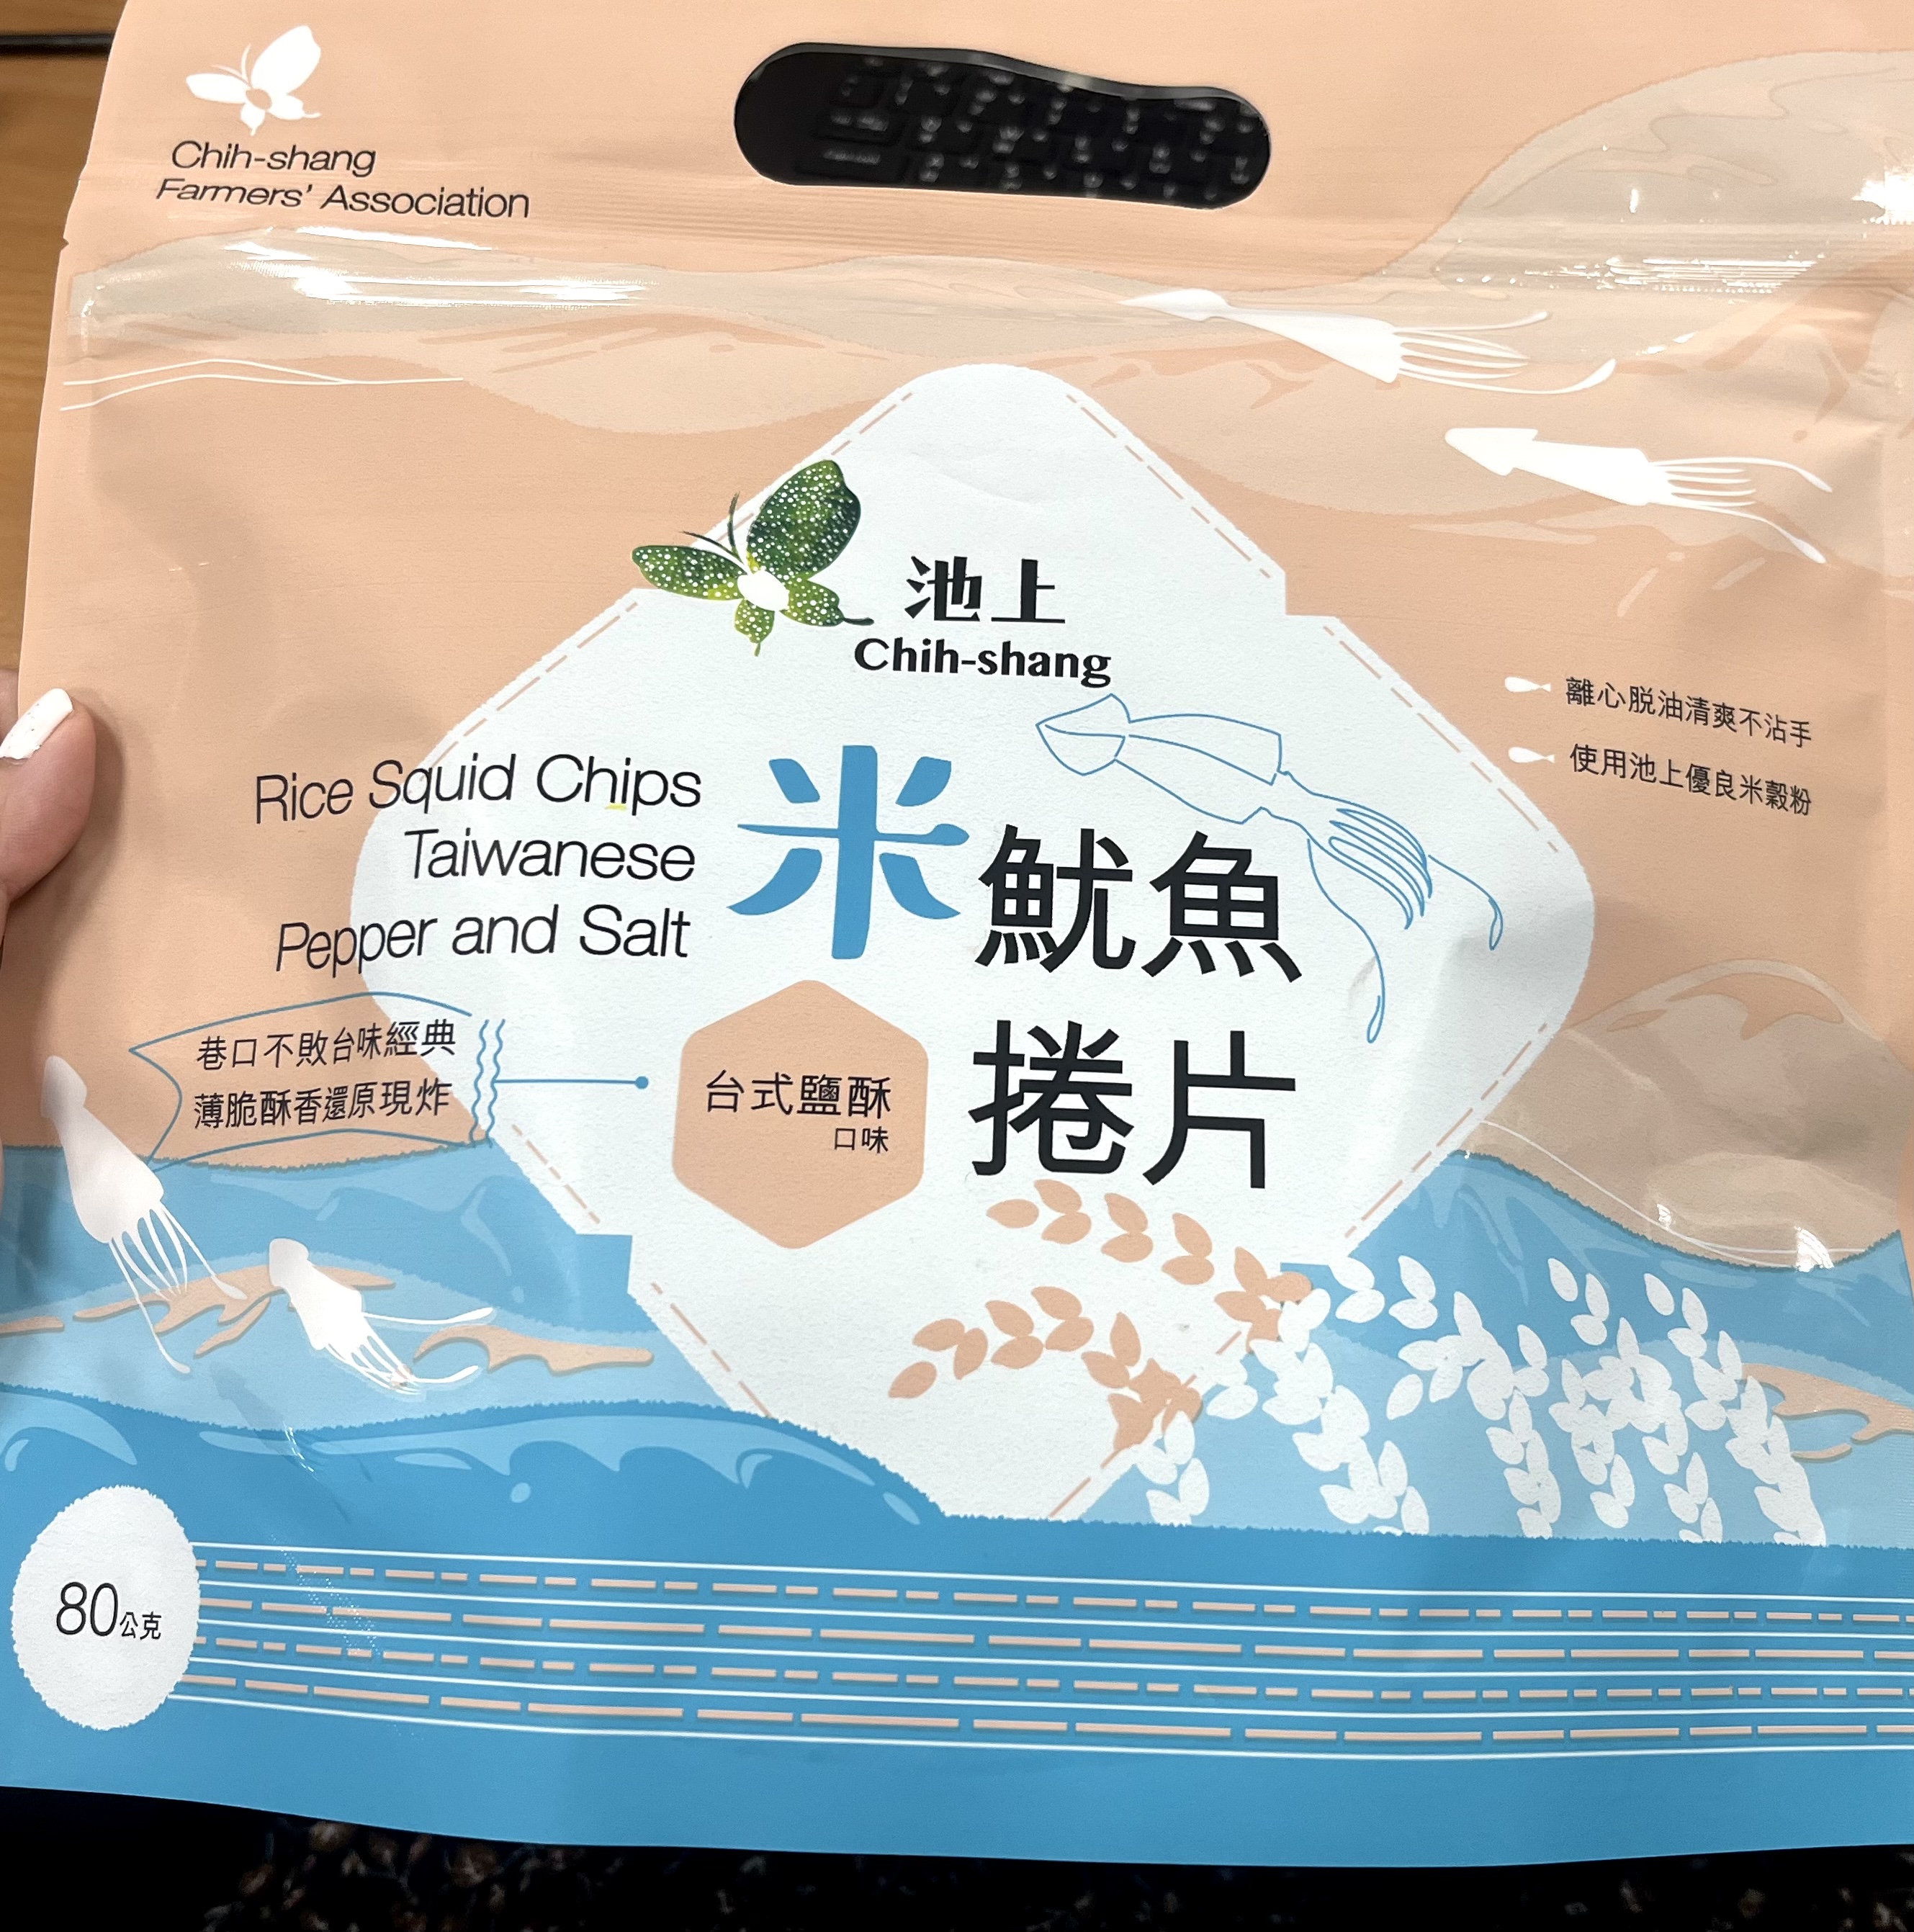 Chih-shang
Farmers' Association
池上
Chih-shang
離心脱油清爽不沾手
使用池上優良米穀粉
Rice Squid Chips
Taiwanese
Pepper and Salt
米魷魚
捲片
巷口不敗台味經典
薄脆酥香還原現炸
台式鹽酥
口味
80公克